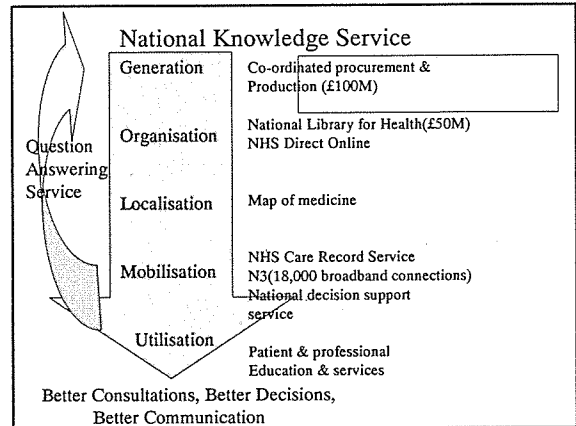 National Knowledge Service
Generation
Co-ordinated procurement &
Production (£100M)
Organisation
National Library for Health(£50M)
NHS Direct Online
Question
Answering
Service
Localisation
Map of medicine
Mobilisation
NHS Care Record Service
N3(18,000 broadband connections)
National decision support
service
Utilisation
Patient & professional
Education & services
Better Consultations, Better Decisions,
Better Communication